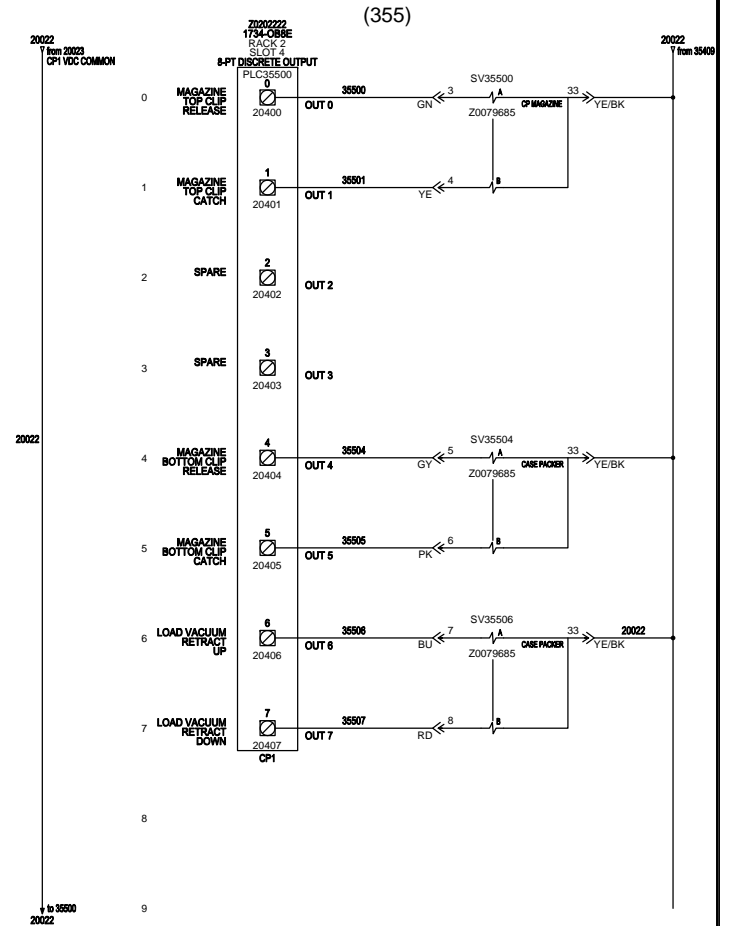 (355)
Z0202222
1734-OB8E
RACK 2
SLOT 4
8-PT DISCRETE OUTPUT
PLC35500
20022
from 20023
CP1 VDC COMMON
20022
from 35409
0
MAGAZINE
TOP CLIP
RELEASE
0
20400
OUT 0
35500
GN
3
SV35500
A
Z0079685
CP MAGAZINE
33
YE/BK
1
MAGAZINE
TOP CLIP
CATCH
1
20401
OUT 1
35501
YE
4
B
2
SPARE
2
20402
OUT 2
3
SPARE
3
20403
OUT 3
20022
4
MAGAZINE
BOTTOM CLIP
RELEASE
4
20404
OUT 4
35504
GY
5
SV35504
A
Z0079685
CASE PACKER
33
YE/BK
5
MAGAZINE
BOTTOM CLIP
CATCH
5
20405
OUT 5
35505
PK
6
B
6
LOAD VACUUM
RETRACT
UP
6
20406
OUT 6
35506
BU
7
SV35506
A
Z0079685
CASE PACKER
33
YE/BK
20022
7
LOAD VACUUM
RETRACT
DOWN
7
20407
OUT 7
35507
RD
8
B
CP1
8
9
to 35500
20022